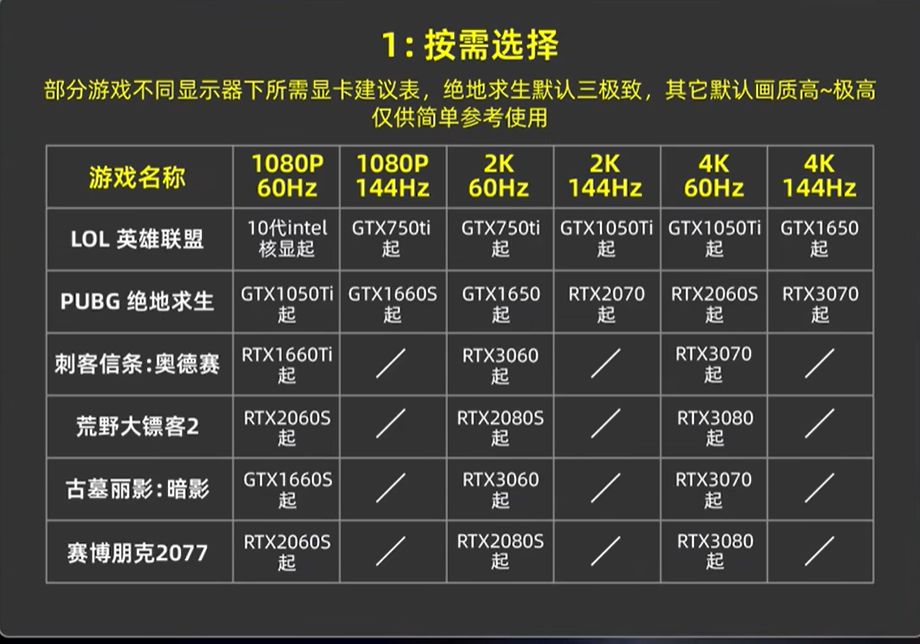 1:按需选择
部分游戏不同显示器下所需显卡建议表，绝地求生默认三极致，其它默认画质高~极高
仅供简单参考使用
游戏名称 1080P 60Hz 1080P 144Hz 2K 60Hz 2K 144Hz 4K 60Hz 4K 144Hz
LOL 英雄联盟 10代intel 核显起 GTX750ti 起 GTX750ti 起 GTX1050Ti 起 GTX1050Ti 起 GTX1650 起
PUBG 绝地求生 GTX1050Ti 起 GTX1660S 起 GTX1650 起 RTX2070 起 RTX2060S 起 RTX3070 起
刺客信条:奥德赛 RTX1660Ti 起 ／ RTX3060 起 ／ RTX3070 起 ／
荒野大镖客2 RTX2060S 起 ／ RTX2080S 起 ／ RTX3080 起 ／
古墓丽影:暗影 GTX1660S 起 ／ RTX3060 起 ／ RTX3070 起 ／
赛博朋克2077 RTX2060S 起 ／ RTX2080S 起 ／ RTX3080 起 ／